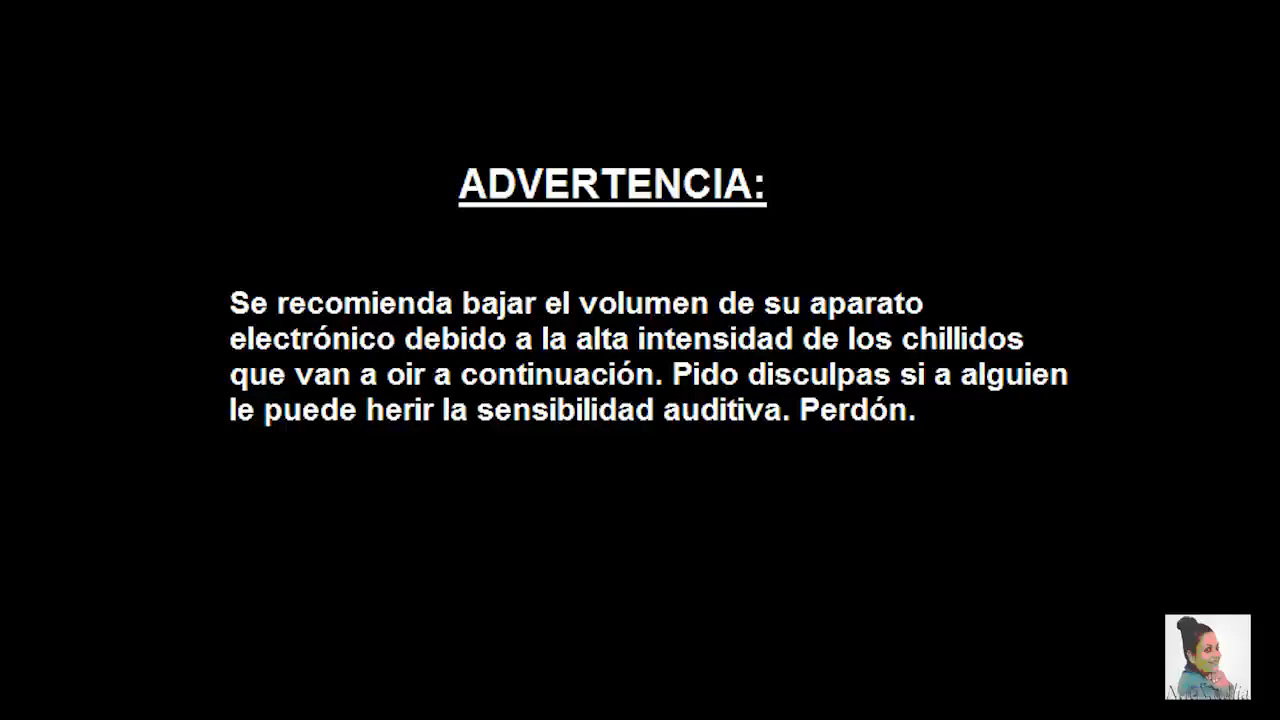 ADVERTENCIA:
Se recomienda bajar el volumen de su aparato
electrónico debido a la alta intensidad de los chillidos
que van a oir a continuación. Pido disculpas si a alguien
le puede herir la sensibilidad auditiva. Perdón.